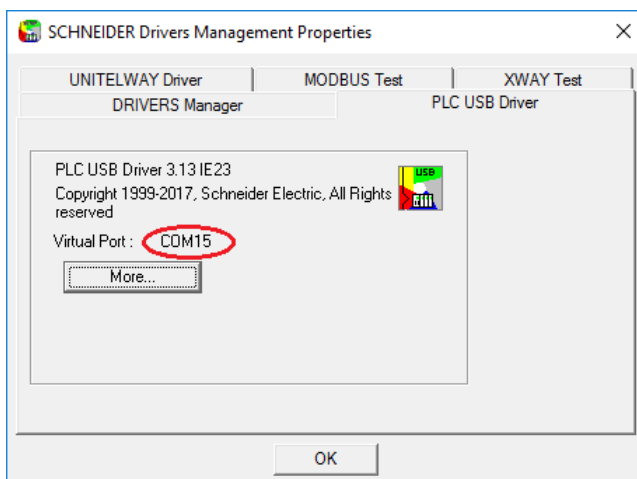 SCHNEIDER Drivers Management Properties
UNITELWAY Driver
MODBUS Test
XWAY Test
DRIVERS Manager
PLC USB Driver
PLC USB Driver 3.13 IE23
Copyright 1999-2017, Schneider Electric, All Rights
reserved
USB
Virtual Port : COM15
More...
OK